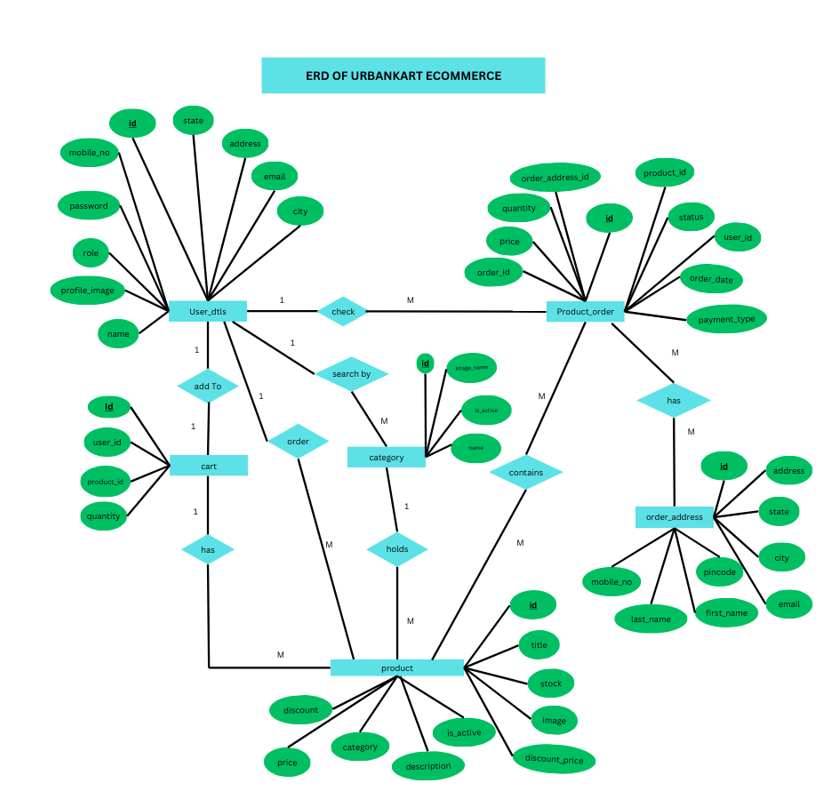 ERD OF URBANKART ECOMMERCE
id
state
mobile_no
address
email
city
password
role
profile_image
name
User_dtls
1
check
M
order_address_id
product_id
quantity
id
status
price
user_id
order_id
order_date
payment_type
Product_order
1
add To
1
1
search by
M
1
order
M
id
image_name
is_active
name
category
M
contains
M
M
has
M
id
user_id
product_id
quantity
cart
1
has
M
1
holds
M
id
address
state
order_address
city
pincode
email
mobile_no
first_name
last_name
product
id
title
stock
image
discount
is_active
price
category
description
discount_price